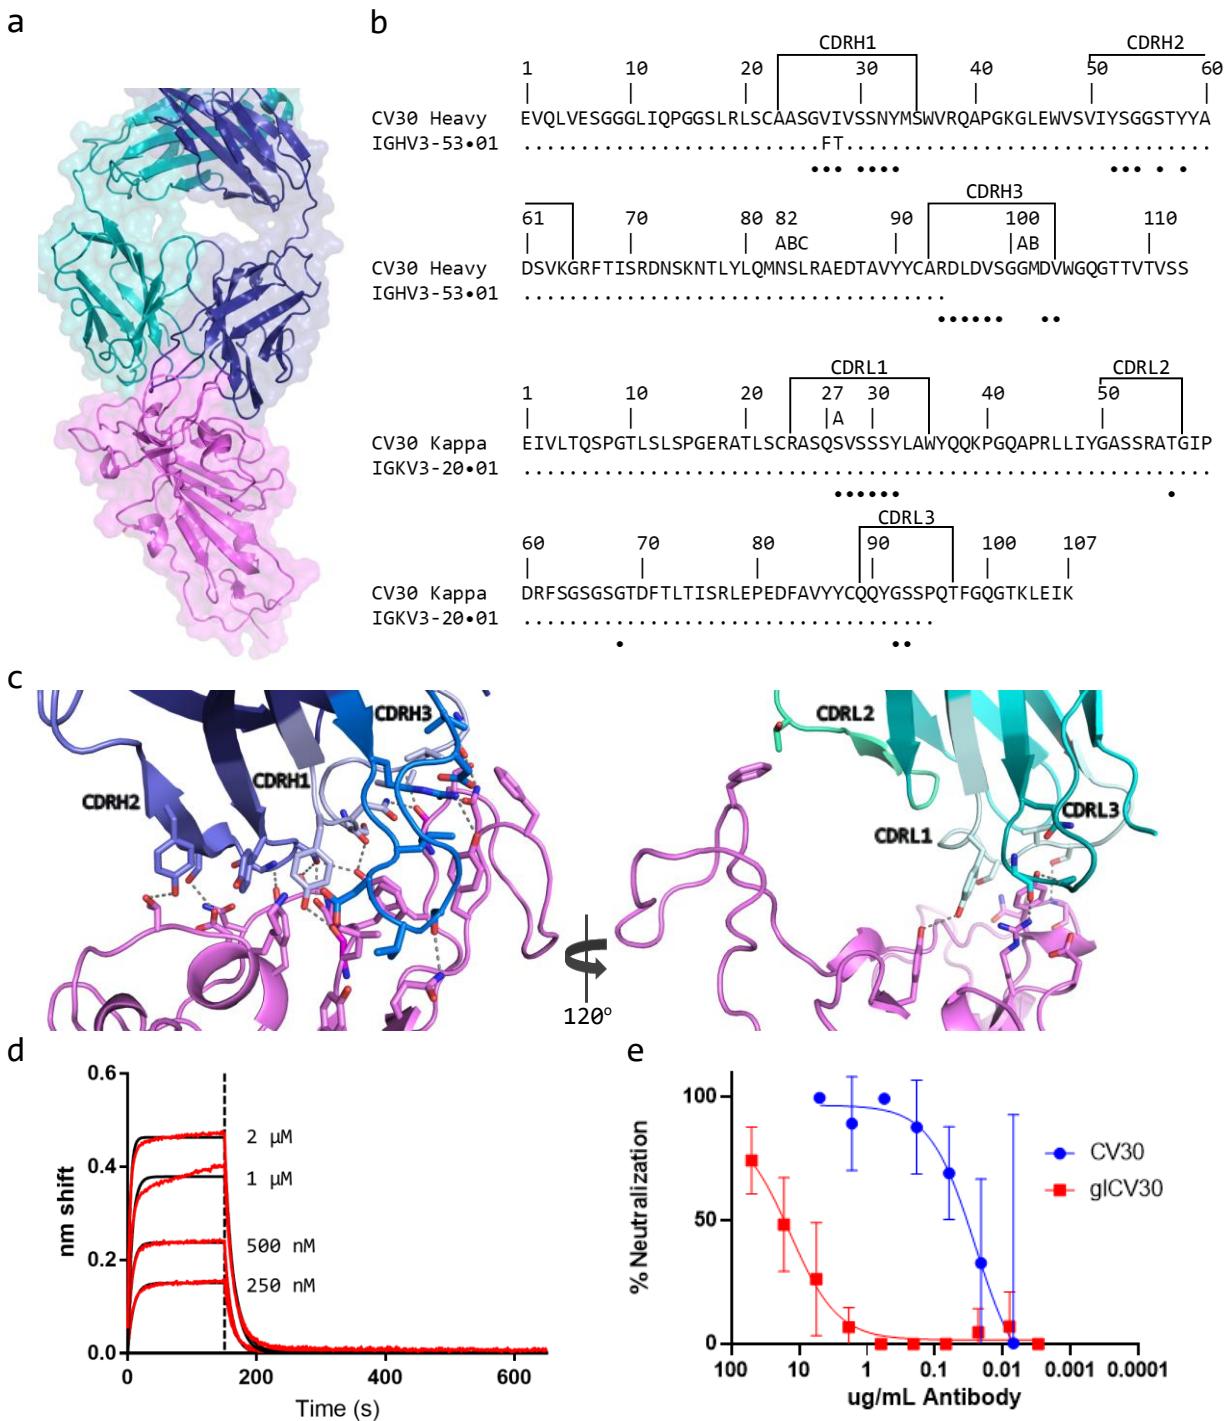 a
b
CDRH1
CDRH2
1 10 20 30 40 50 60
CV30 Heavy EVQLVESGGGLIQPGGSLRLSCAASGVIVSSNYMSWVRQAPGKGLEWVSVIYSGGSTYYA
IGHV3-53•01 ..........................FT................................
•••  ••••  •••  •  •
CDRH3
61 70 80 82 90 100 110
ABC AB
CV30 Heavy DSVKGRFTISRDNSKNTLYLQMNSLRAEDTAVYYCARDLDVSGGMDVWGQGTTVTVSS
IGHV3-53•01 .....................................
••••••  ••
CDRL1
CDRL2
1 10 20 27 30 40 50
A
CV30 Kappa EIVLTQSPGTLSLSPGERATLSCRASQSVSSSYLAWYQQKPGQAPRLLIYGASSRATGIP
IGKV3-20•01 ............................................................
••••••  •
CDRL3
60 70 80 90 100 107
CV30 Kappa DRFSGSGSGTDFTLTISRLEPEDFAVYYCQQYGSSPQTFGQGTKLEIK
IGKV3-20•01 ....................................
•  ••
c
CDRH3
CDRH1
CDRH2
CDRL2
CDRL1
CDRL3
120°
d
nm shift
0.6
0.4
0.2
0.0
2 µM
1 µM
500 nM
250 nM
0 200 400 600
Time (s)
e
% Neutralization
100
50
0
CV30
glCV30
100 10 1 0.1 0.01 0.001 0.0001
ug/mL Antibody